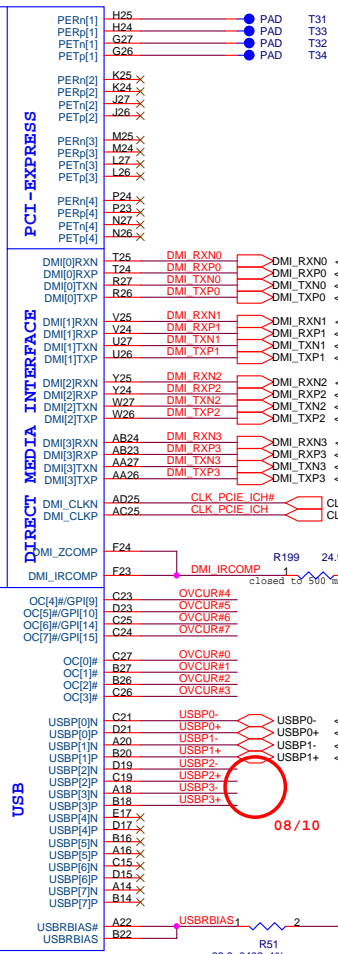 PERn[1] H25 PAD T31
PERp[1] H24 PAD T33
PETn[1] G27 PAD T32
PETp[1] G26 PAD T34
PERn[2] K25
PERp[2] K24
PETn[2] J27
PETp[2] J26
PERn[3] M25
PERp[3] M24
PETn[3] L27
PETp[3] L26
PERn[4] P24
PERp[4] P23
PETn[4] N27
PETp[4] N26
PCI-EXPRESS
DMI[0]RXN T25 DMI_RXN0 DMI_RXN0
DMI[0]RXP T24 DMI_RXP0 DMI_RXP0
DMI[0]TXN R27 DMI_TXN0 DMI_TXN0
DMI[0]TXP R26 DMI_TXP0 DMI_TXP0
DMI[1]RXN V25 DMI_RXN1 DMI_RXN1
DMI[1]RXP V24 DMI_RXP1 DMI_RXP1
DMI[1]TXN U27 DMI_TXN1 DMI_TXN1
DMI[1]TXP U26 DMI_TXP1 DMI_TXP1
DMI[2]RXN Y25 DMI_RXN2 DMI_RXN2
DMI[2]RXP Y24 DMI_RXP2 DMI_RXP2
DMI[2]TXN W27 DMI_TXN2 DMI_TXN2
DMI[2]TXP W26 DMI_TXP2 DMI_TXP2
DMI[3]RXN AB24 DMI_RXN3 DMI_RXN3
DMI[3]RXP AB23 DMI_RXP3 DMI_RXP3
DMI[3]TXN AA27 DMI_TXN3 DMI_TXN3
DMI[3]TXP AA26 DMI_TXP3 DMI_TXP3
DMI_CLKN AD25 CLK_PCIE_ICH# CL
DMI_CLKP AC25 CLK_PCIE_ICH CL
DMI_ZCOMP F24
R199 24.9
DMI_IRCOMP F23 DMI_IRCOMP 1
closed to 500 m
DIRECT MEDIA INTERFACE
OC[4]#/GPI[9] C23 OVCUR#4
OC[5]#/GPI[10] D23 OVCUR#5
OC[6]#/GPI[14] C25 OVCUR#6
OC[7]#/GPI[15] C24 OVCUR#7
OC[0]# C27 OVCUR#0
OC[1]# B27 OVCUR#1
OC[2]# B26 OVCUR#2
OC[3]# C26 OVCUR#3
USBP[0]N C21 USBP0- USBP0-
USBP[0]P D21 USBP0+ USBP0+
USBP[1]N A20 USBP1- USBP1-
USBP[1]P B20 USBP1+ USBP1+
USBP[2]N D19 USBP2-
USBP[2]P C19 USBP2+
USBP[3]N A18 USBP3-
USBP[3]P B18 USBP3+
USBP[4]N E17
USBP[4]P D17
USBP[5]N B16
USBP[5]P A16
USBP[6]N C15
USBP[6]P D15
USBP[7]N A14
USBP[7]P B14
08/10
USB
USBRBIAS# A22 USBRBIAS 1 2
USBRBIAS B22
R51